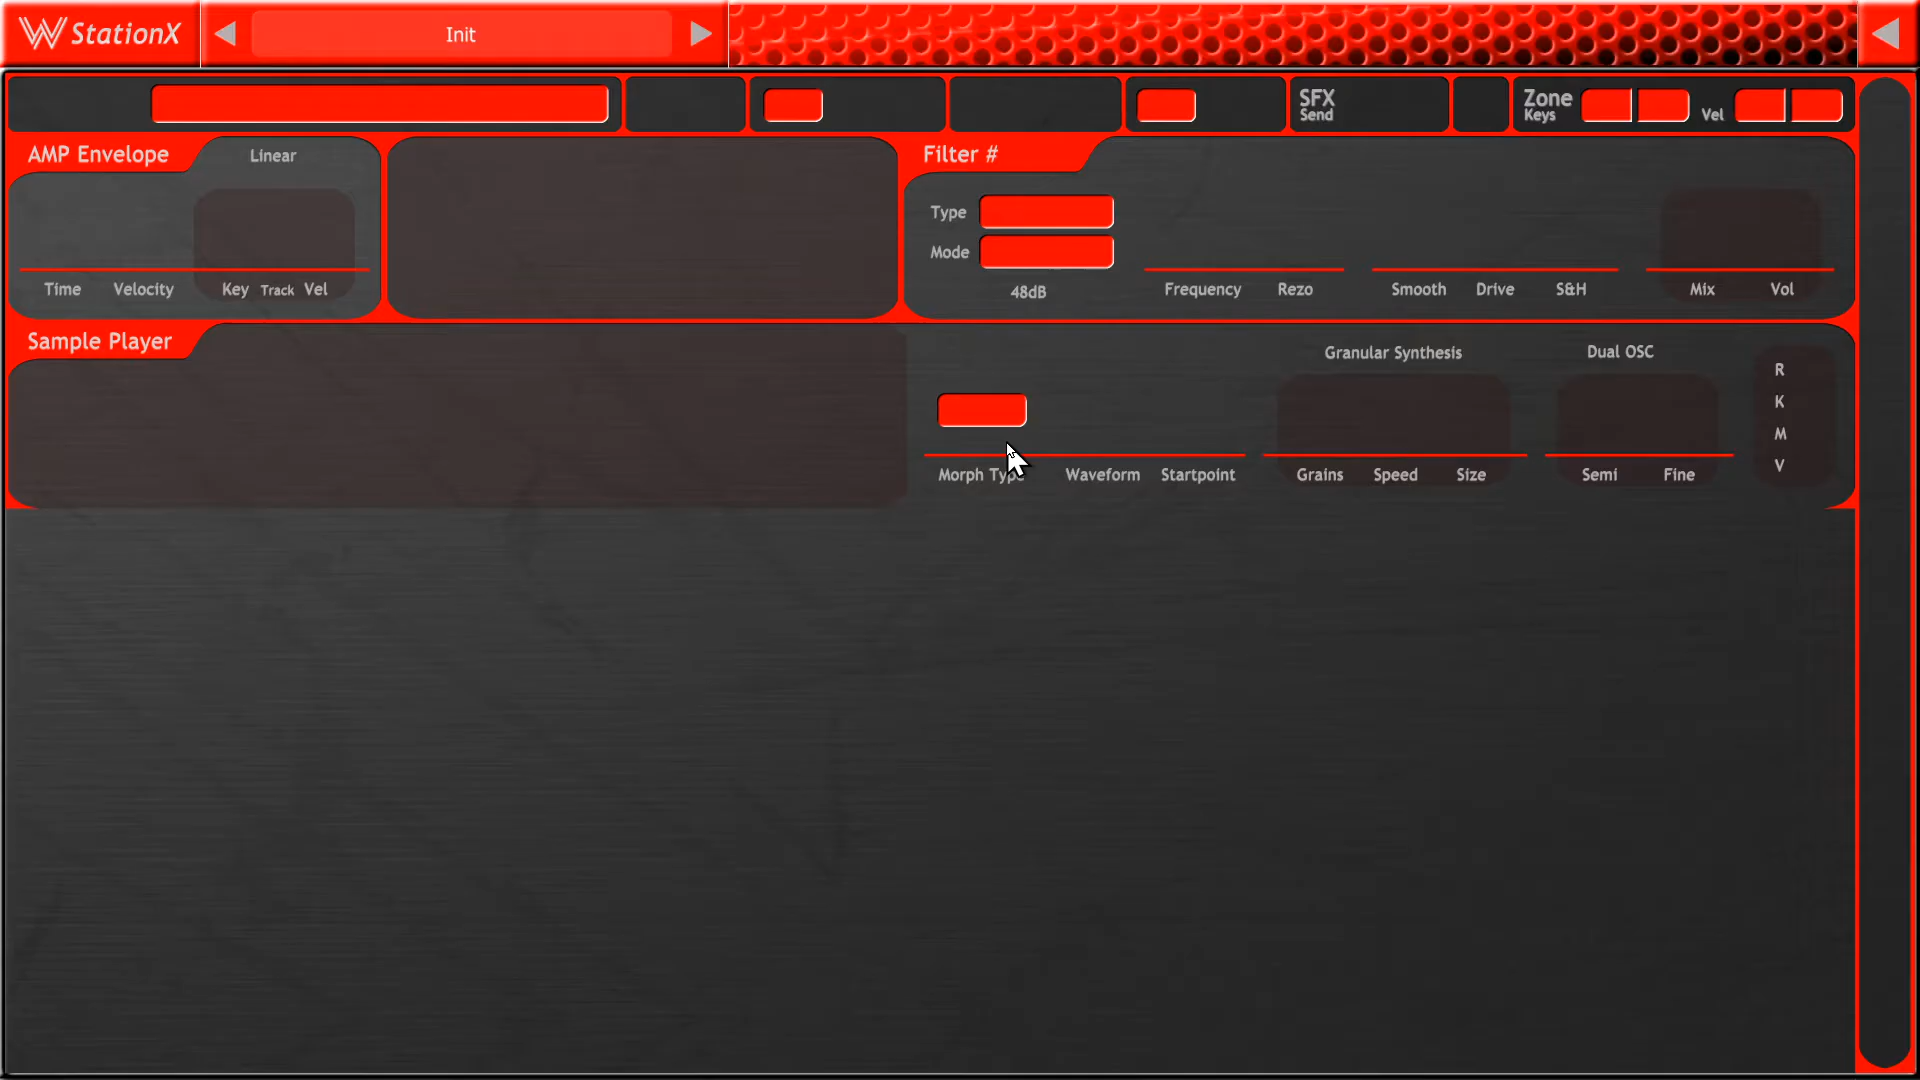 W StationX
Init
SFX
Send
Zone
Keys
Vel
AMP Envelope
Linear
Time Velocity Key Track Vel
Filter #
Type
Mode
48dB
Frequency Rezo Smooth Drive S&H Mix Vol
Sample Player
Granular Synthesis
Dual OSC
R
K
M
V
Morph Type Waveform Startpoint Grains Speed Size Semi Fine